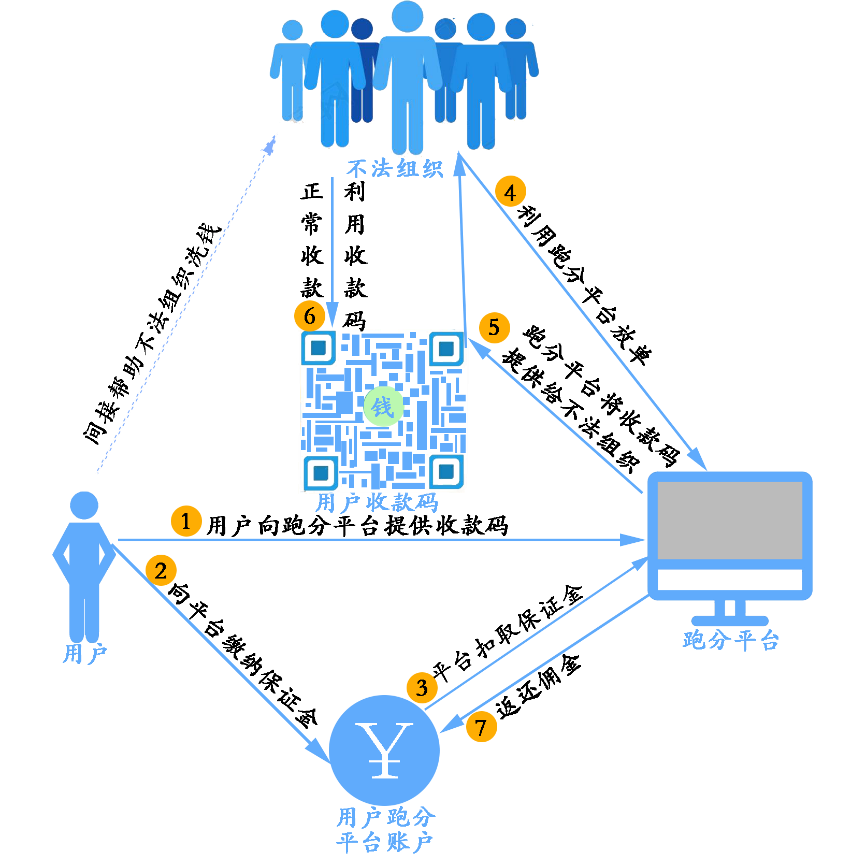 不法组织
正常收款
利用收款码
6
4
利用跑分平台放单
5
跑分平台将收款码
提供给不法组织
间接帮助不法组织洗钱
钱
用户收款码
1
用户向跑分平台提供收款码
2
向平台缴纳保证金
用户
跑分平台
3
平台扣取保证金
7
返还佣金
¥
用户跑分
平台账户